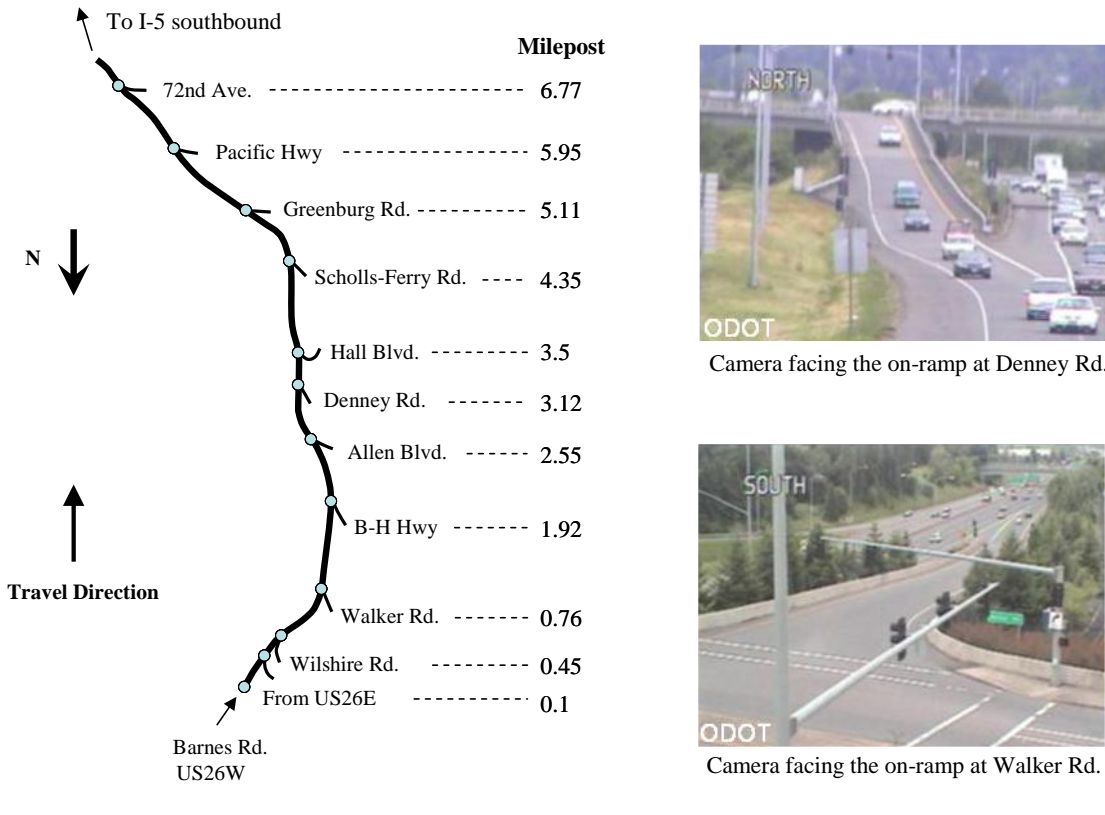 To I-5 southbound
Milepost
72nd Ave. 6.77
Pacific Hwy 5.95
Greenburg Rd. 5.11
N
Scholls-Ferry Rd. 4.35
Hall Blvd. 3.5
Denney Rd. 3.12
Allen Blvd. 2.55
B-H Hwy 1.92
Travel Direction
Walker Rd. 0.76
Wilshire Rd. 0.45
From US26E 0.1
Barnes Rd.
US26W
NORTH
ODOT
Camera facing the on-ramp at Denney Rd.
SOUTH
ODOT
Camera facing the on-ramp at Walker Rd.